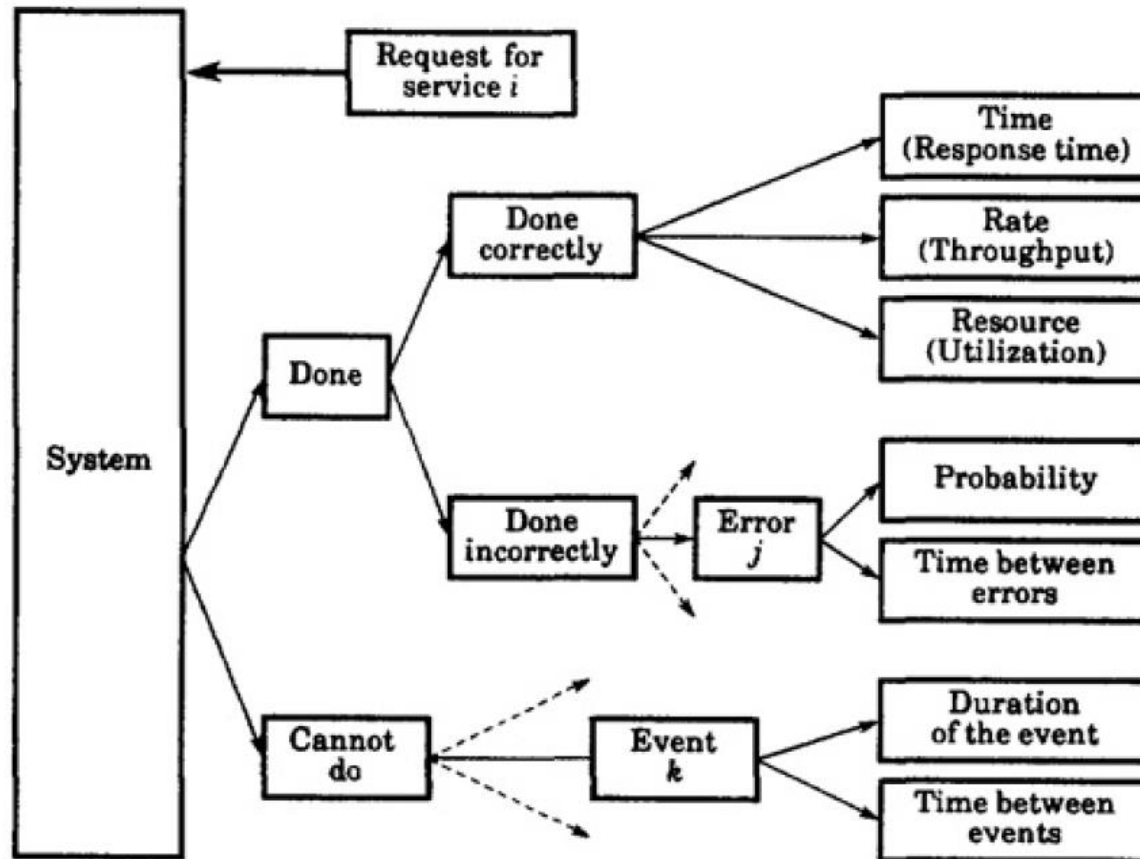 Request for
service i
Time
(Response time)
Done
correctly
Rate
(Throughput)
Resource
(Utilization)
Done
System
Probability
Done
incorrectly
Error
j
Time between
errors
Cannot
do
Event
k
Duration
of the event
Time between
events